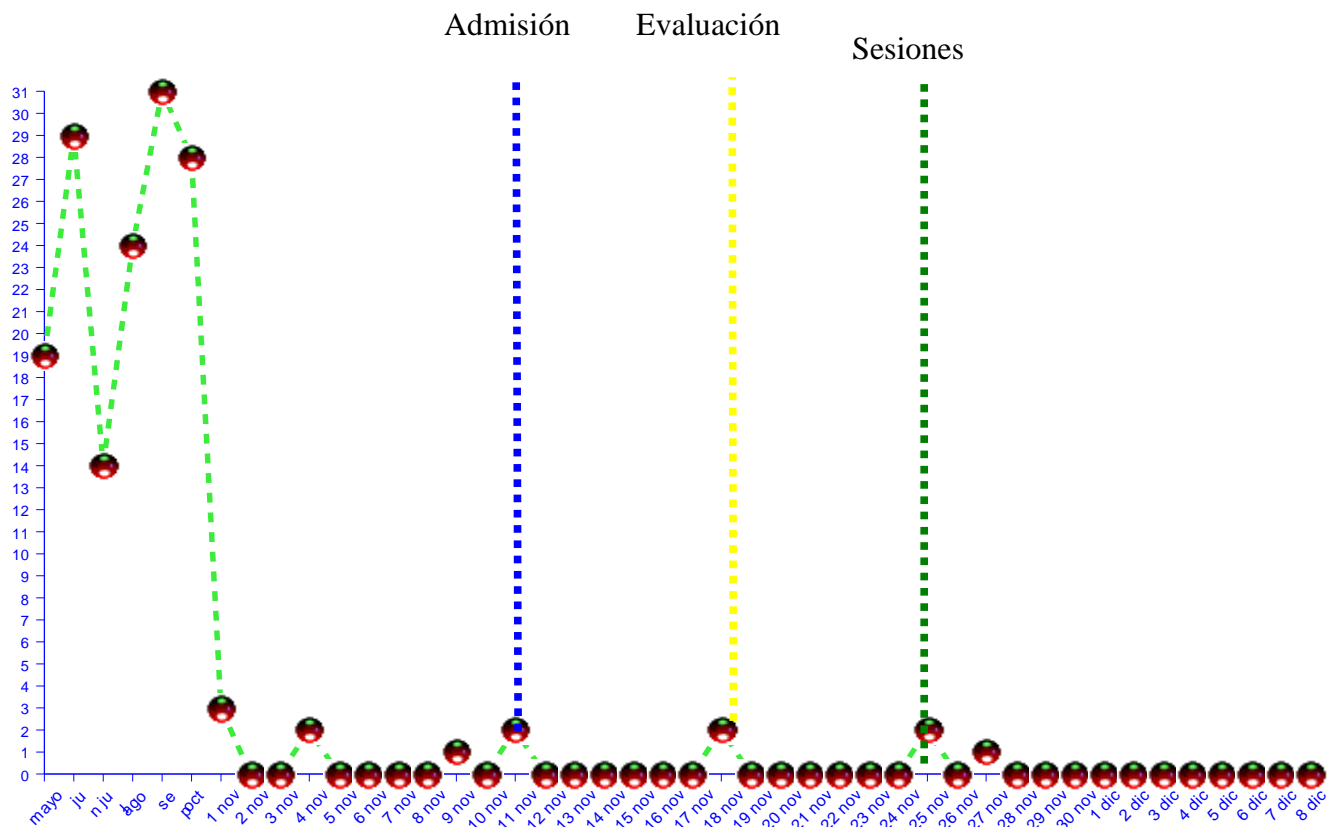 Admisión
Evaluación
Sesiones
31
30
29
28
27
26
25
24
23
22
21
20
19
18
17
16
15
14
13
12
11
10
9
8
7
6
5
4
3
2
1
0
mayo
ju
n ju
ago
se
p oct
1 nov
2 nov
3 nov
4 nov
5 nov
6 nov
7 nov
8 nov
9 nov
10 nov
11 nov
12 nov
13 nov
14 nov
15 nov
16 nov
17 nov
18 nov
19 nov
20 nov
21 nov
22 nov
23 nov
24 nov
25 nov
26 nov
27 nov
28 nov
29 nov
30 nov
1 dic
2 dic
3 dic
4 dic
5 dic
6 dic
7 dic
8 dic